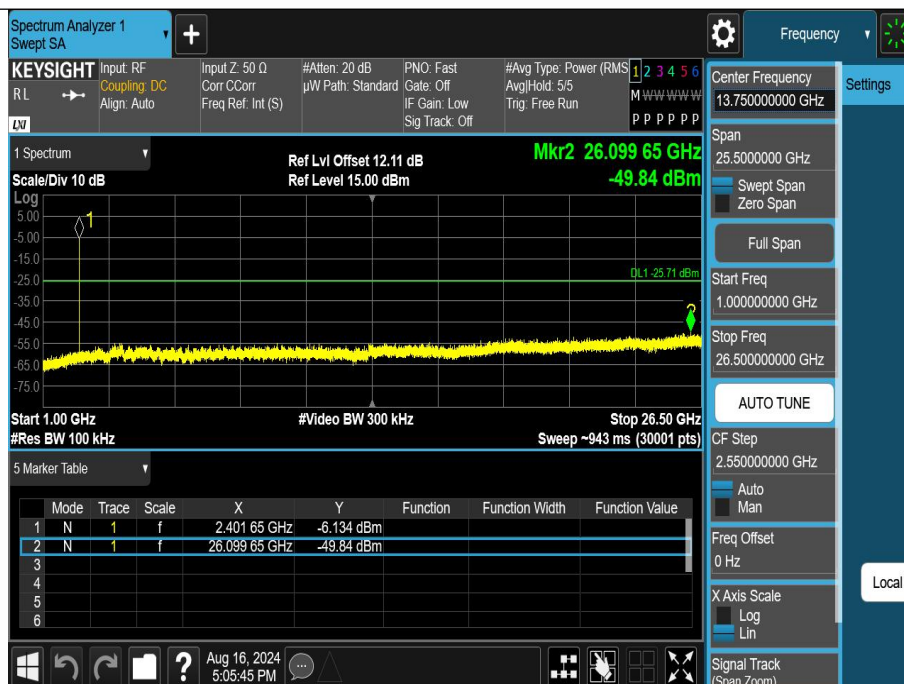 Spectrum Analyzer 1
Swept SA
+
Frequency
KEYSIGHT
RL
LXI
Input: RF
Coupling: DC
Align: Auto
Input Z: 50 Ω
Corr CCorr
Freq Ref: Int (S)
#Atten: 20 dB
µW Path: Standard
PNO: Fast
Gate: Off
IF Gain: Low
Sig Track: Off
#Avg Type: Power (RMS
Avg|Hold: 5/5
Trig: Free Run
1 2 3 4 5 6
M W W W W W
P P P P P P
1 Spectrum
Scale/Div 10 dB
Ref Lvl Offset 12.11 dB
Ref Level 15.00 dBm
Mkr2 26.099 65 GHz
-49.84 dBm
Log
5.00
-5.00
-15.0
-25.0
-35.0
-45.0
-55.0
-65.0
-75.0
1
DL1 -25.71 dBm
2
Start 1.00 GHz
#Video BW 300 kHz
Stop 26.50 GHz
#Res BW 100 kHz
Sweep ~943 ms (30001 pts)
5 Marker Table
Mode Trace Scale X Y Function Function Width Function Value
1 N 1 f 2.401 65 GHz -6.134 dBm
2 N 1 f 26.099 65 GHz -49.84 dBm
3
4
5
6
?
Aug 16, 2024
5:05:45 PM
Center Frequency
13.750000000 GHz
Settings
Span
25.5000000 GHz
Swept Span
Zero Span
Full Span
Start Freq
1.000000000 GHz
Stop Freq
26.500000000 GHz
AUTO TUNE
CF Step
2.550000000 GHz
Auto
Man
Freq Offset
0 Hz
Local
X Axis Scale
Log
Lin
Signal Track
(Span Zoom)